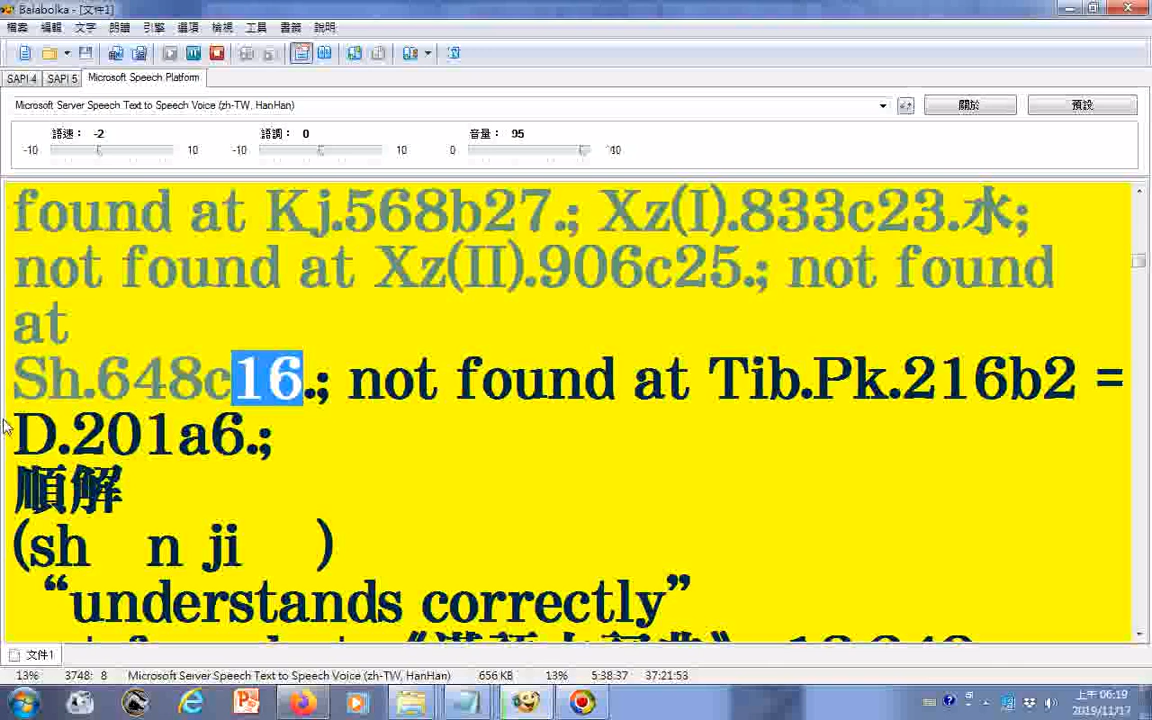 Balabolka - [文件1]
檔案 編輯 文字 朗讀 引擎 選項 檢視 工具 書籤 說明
SAPI 4 SAPI 5 Microsoft Speech Platform
Microsoft Server Speech Text to Speech Voice (zh-TW, HanHan) 關於 預設
語速： -2 語調： 0 音量： 95
-10 10 -10 10 0 100
found at Kj.568b27.; Xz(I).833c23.水;
not found at Xz(II).906c25.; not found
at
Sh.648c16.; not found at Tib.Pk.216b2 =
D.201a6.;
順解
(sh n ji )
“understands correctly”
文件1
13% 3748: 8 Microsoft Server Speech Text to Speech Voice (zh-TW, HanHan) 656 KB 13% 5:38:37 37:21:53
上午 06:19
2019/11/17